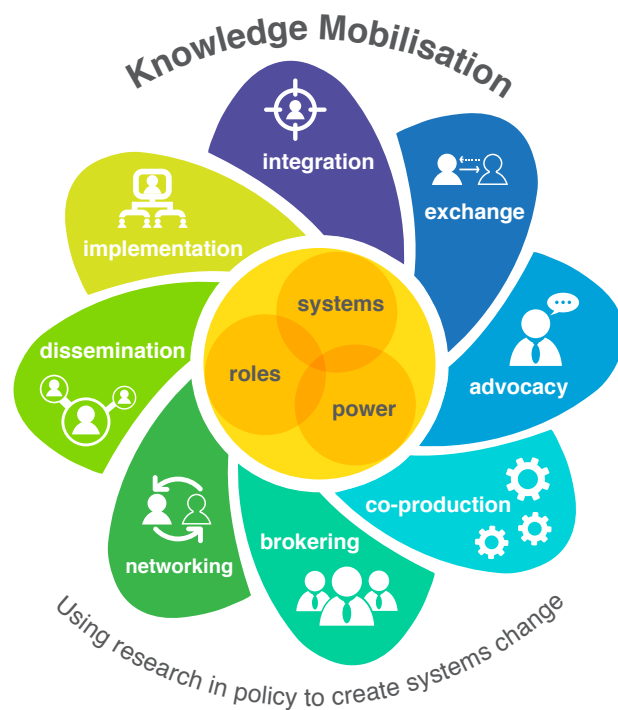 Knowledge Mobilisation
integration
exchange
implementation
systems
dissemination
roles
advocacy
power
co-production
brokering
networking
Using research in policy to create systems change